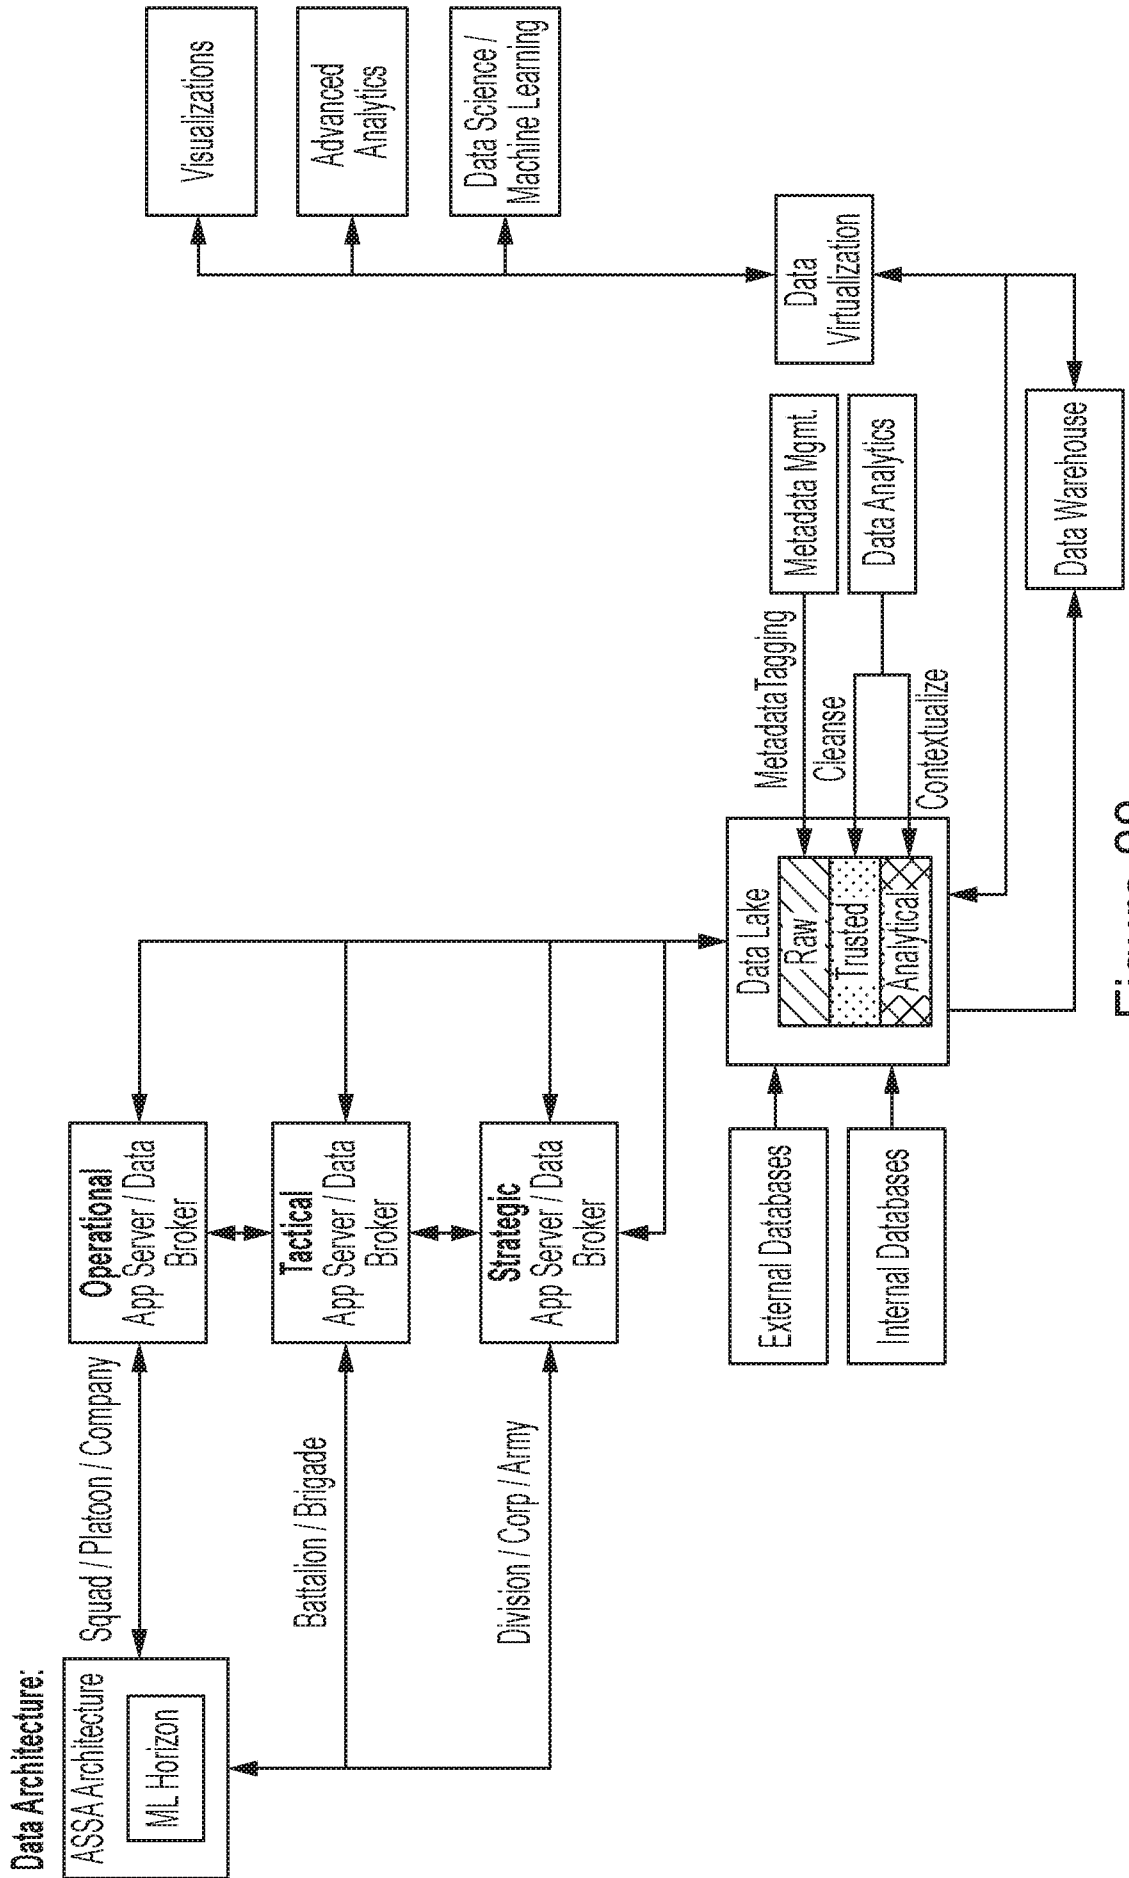 Data Architecture:
ASSA Architecture
ML Horizon
Squad / Platoon / Company
Battalion / Brigade
Division / Corp / Army
Operational
App Server / Data
Broker
Tactical
App Server / Data
Broker
Strategic
App Server / Data
Broker
External Databases
Internal Databases
Data Lake
Raw
Trusted
Analytical
MetadataTagging
Cleanse
Contextualize
Metadata Mgmt.
Data Analytics
Data Warehouse
Data
Virtualization
Visualizations
Advanced
Analytics
Data Science /
Machine Learning
Figure